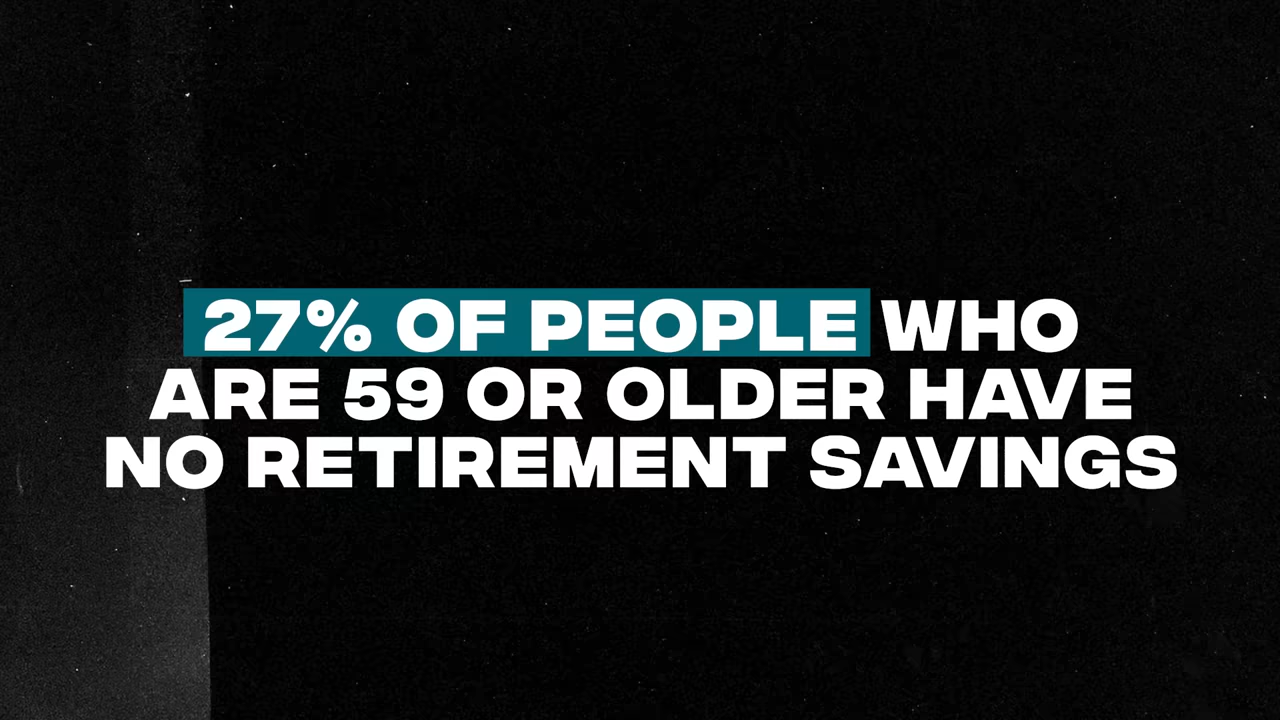 27% OF PEOPLE WHO
ARE 59 OR OLDER HAVE
NO RETIREMENT SAVINGS